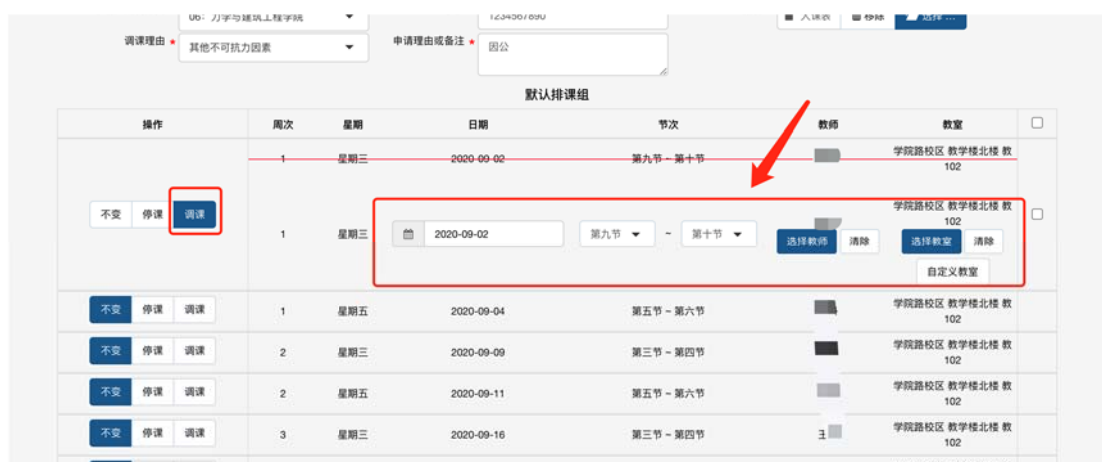 06：力学与建筑工程学院 1234567890 入课表 移除 选择 ...
调课理由 * 其他不可抗力因素 申请理由或备注 * 因公
默认排课组
操作 周次 星期 日期 节次 教师 教室
1 星期三 2020-09-02 第九节 ~ 第十节 学院路校区 教学楼北楼 教
102
不变 停课 调课 1 星期三 2020-09-02 第九节 ~ 第十节 学院路校区 教学楼北楼 教
102
选择教师 清除 选择教室 清除
自定义教室
不变 停课 调课 1 星期五 2020-09-04 第五节 ~ 第六节 学院路校区 教学楼北楼 教
102
不变 停课 调课 2 星期三 2020-09-09 第三节 ~ 第四节 学院路校区 教学楼北楼 教
102
不变 停课 调课 2 星期五 2020-09-11 第五节 ~ 第六节 学院路校区 教学楼北楼 教
102
不变 停课 调课 3 星期三 2020-09-16 第三节 ~ 第四节 王 学院路校区 教学楼北楼 教
102